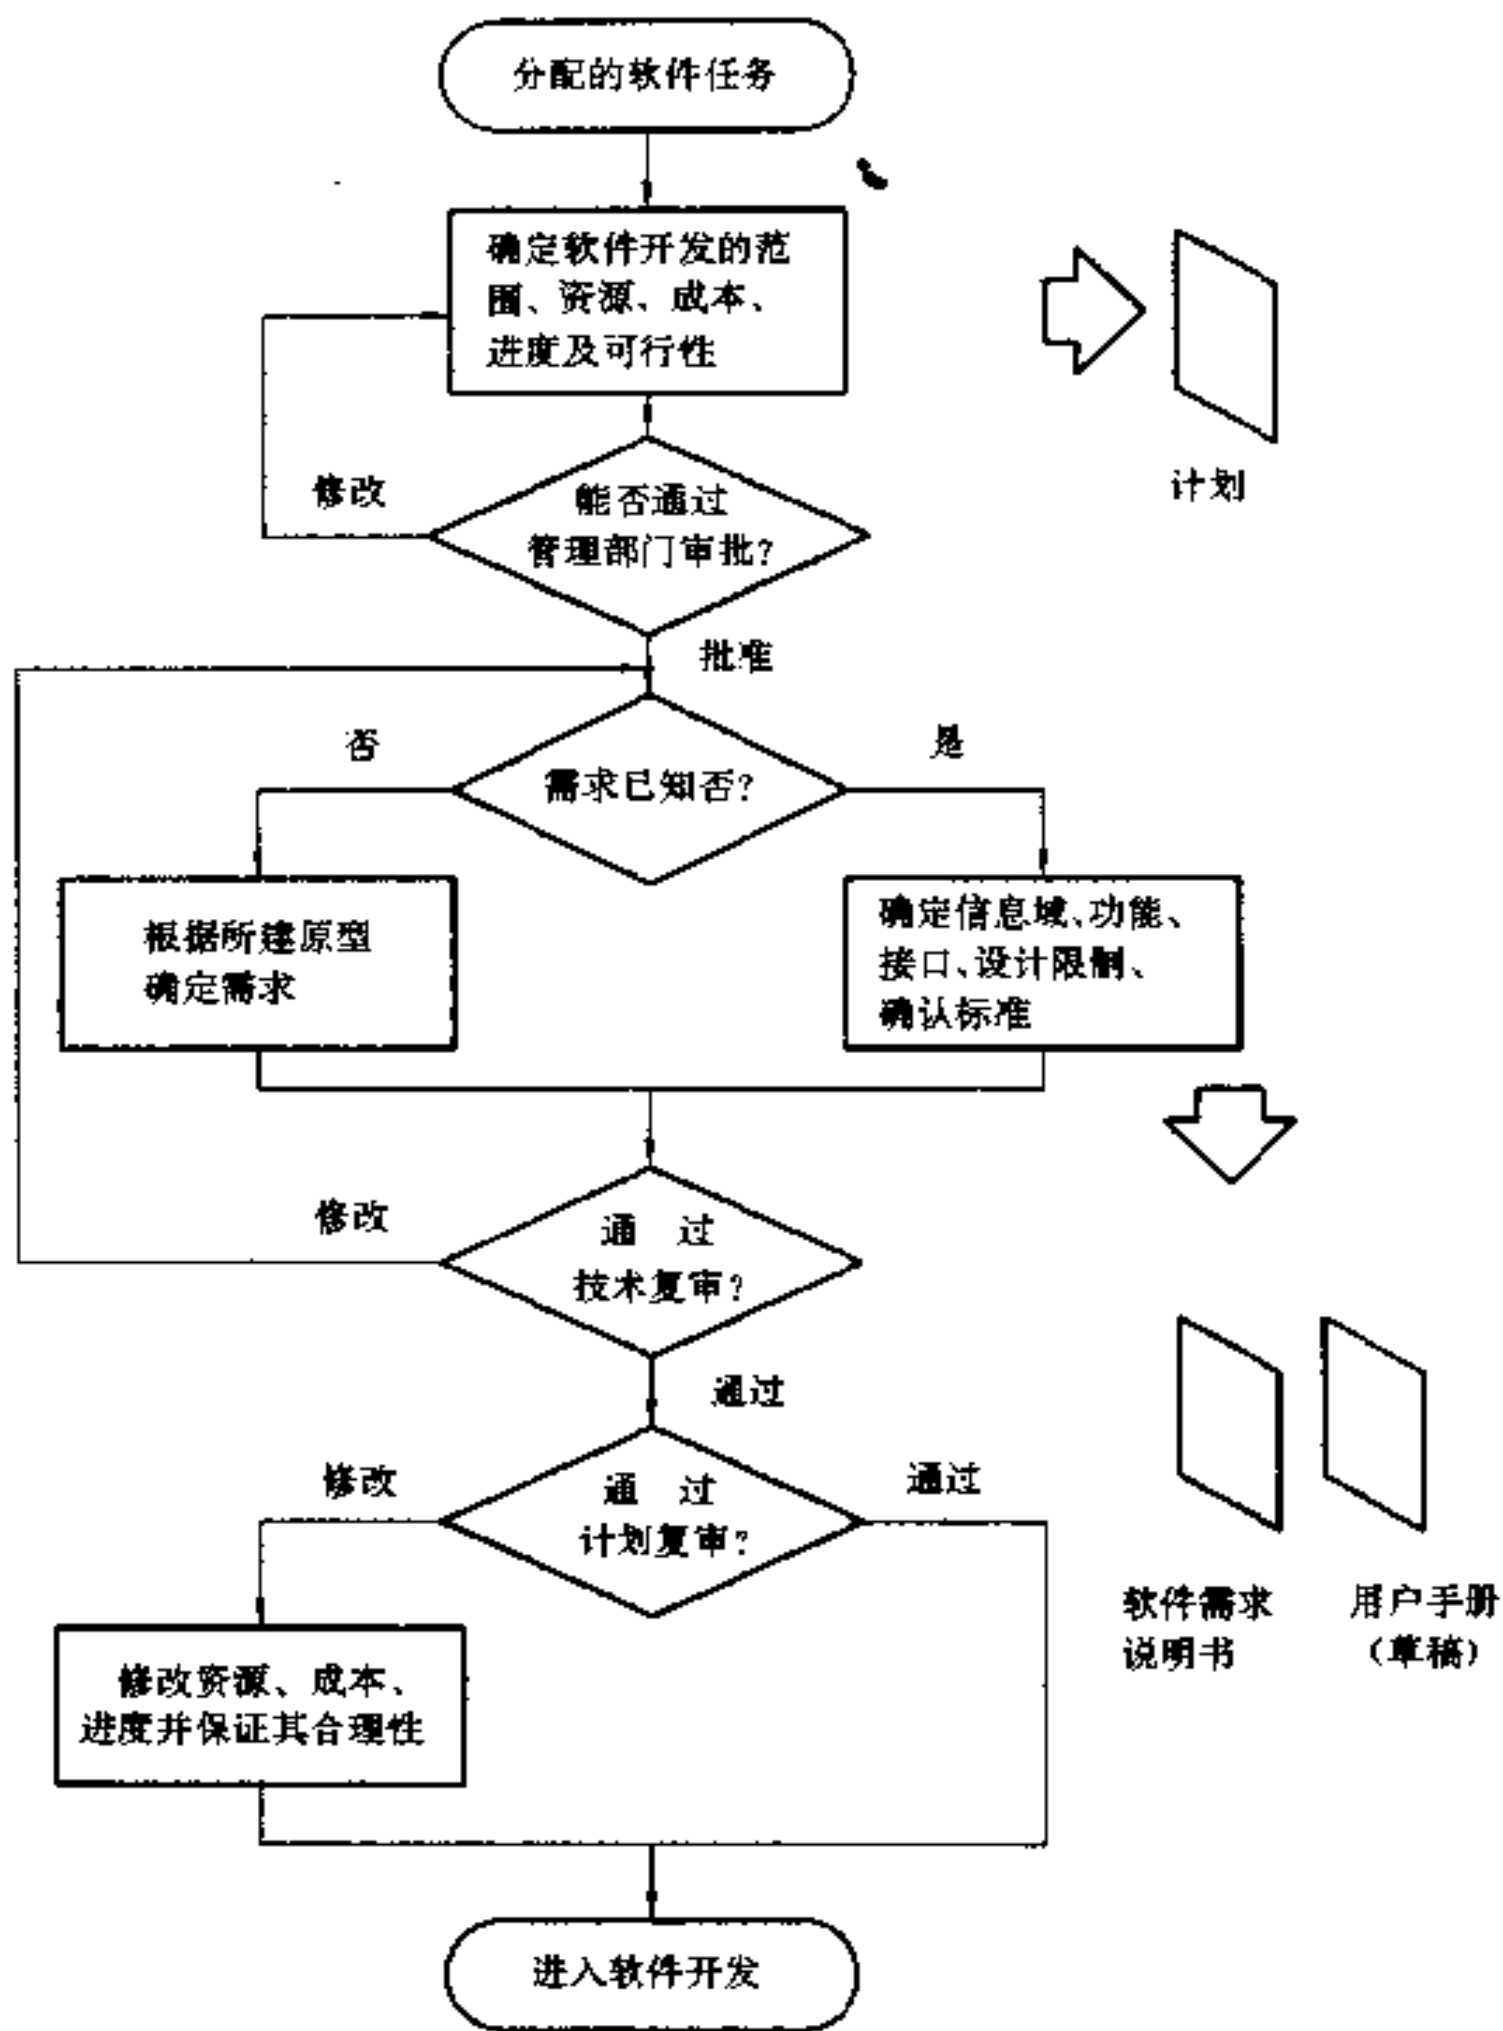 分配的软件任务
确定软件开发的范
围、资源、成本、
进度及可行性
计划
修改
能否通过
管理部门审批?
批准
否
是
需求已知否?
根据所建原型
确定需求
确定信息域、功能、
接口、设计限制、
确认标准
修改
通 过
技术复审?
通过
修改
通 过
计划复审?
通过
软件需求
说明书
用户手册
(草稿)
修改资源、成本、
进度并保证其合理性
进入软件开发